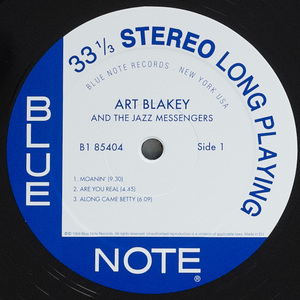 33 1/3 STEREO LONG PLAYING
BLUE NOTE RECORDS NEW YORK USA
ART BLAKEY
AND THE JAZZ MESSENGERS
B1 85404 Side 1
1. MOANIN' (9:30)
2. ARE YOU REAL (4:45)
3. ALONG CAME BETTY (6:09)
BLUE
NOTE
®